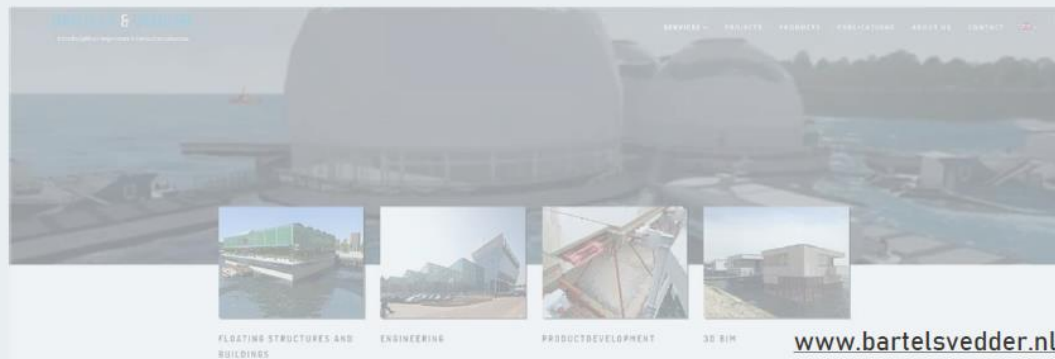 &
SERVICES PROJECTS PRODUCTS PUBLICATIONS ABOUT US CONTACT
FLOATING STRUCTURES AND
BUILDINGS
ENGINEERING
PRODUCTDEVELOPMENT
3D BIM
www.bartelsvedder.nl